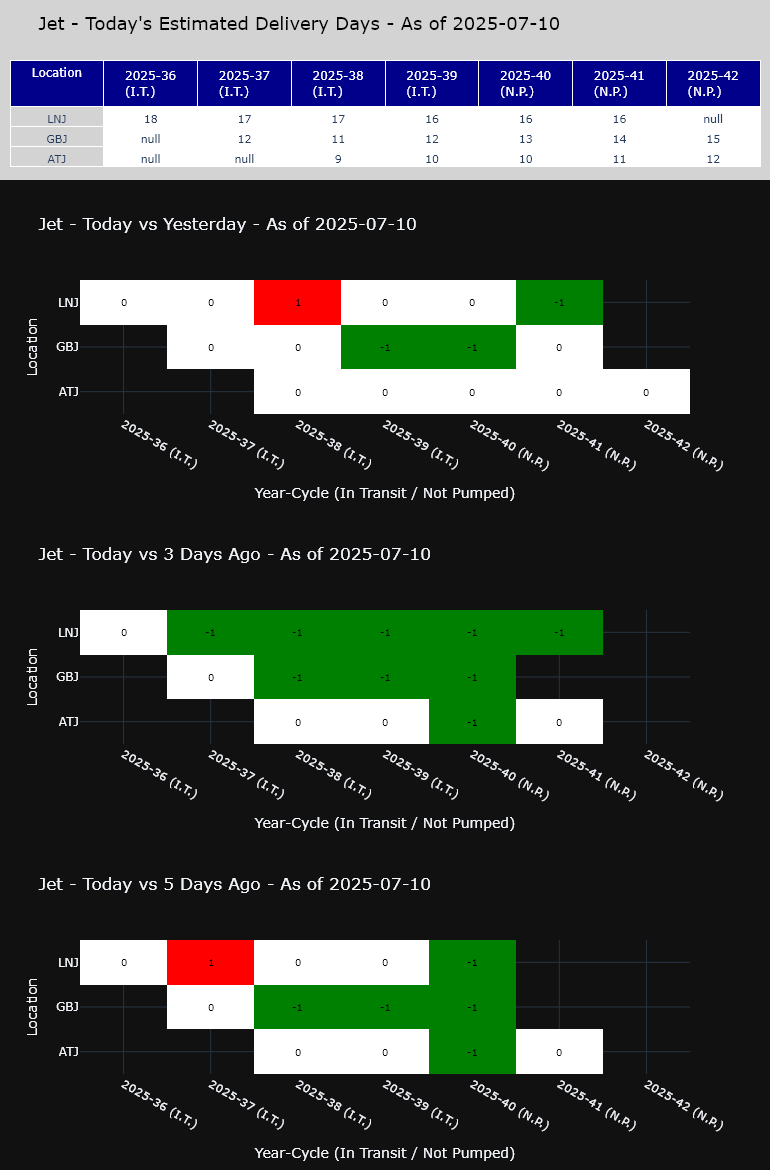 Jet - Today's Estimated Delivery Days - As of 2025-07-10
Location 2025-36 (I.T.) 2025-37 (I.T.) 2025-38 (I.T.) 2025-39 (I.T.) 2025-40 (N.P.) 2025-41 (N.P.) 2025-42 (N.P.)
LNJ 18 17 17 16 16 16 null
GBJ null 12 11 12 13 14 15
ATJ null null 9 10 10 11 12
Jet - Today vs Yesterday - As of 2025-07-10
Location
LNJ 0 0 1 0 0 -1
GBJ 0 0 -1 -1 0
ATJ 0 0 0 0 0
2025-36 (I.T.) 2025-37 (I.T.) 2025-38 (I.T.) 2025-39 (I.T.) 2025-40 (N.P.) 2025-41 (N.P.) 2025-42 (N.P.)
Year-Cycle (In Transit / Not Pumped)
Jet - Today vs 3 Days Ago - As of 2025-07-10
Location
LNJ 0 -1 -1 -1 -1 -1
GBJ 0 -1 -1 -1
ATJ 0 0 -1 0
2025-36 (I.T.) 2025-37 (I.T.) 2025-38 (I.T.) 2025-39 (I.T.) 2025-40 (N.P.) 2025-41 (N.P.) 2025-42 (N.P.)
Year-Cycle (In Transit / Not Pumped)
Jet - Today vs 5 Days Ago - As of 2025-07-10
Location
LNJ 0 1 0 0 -1
GBJ 0 -1 -1 -1
ATJ 0 0 -1 0
2025-36 (I.T.) 2025-37 (I.T.) 2025-38 (I.T.) 2025-39 (I.T.) 2025-40 (N.P.) 2025-41 (N.P.) 2025-42 (N.P.)
Year-Cycle (In Transit / Not Pumped)